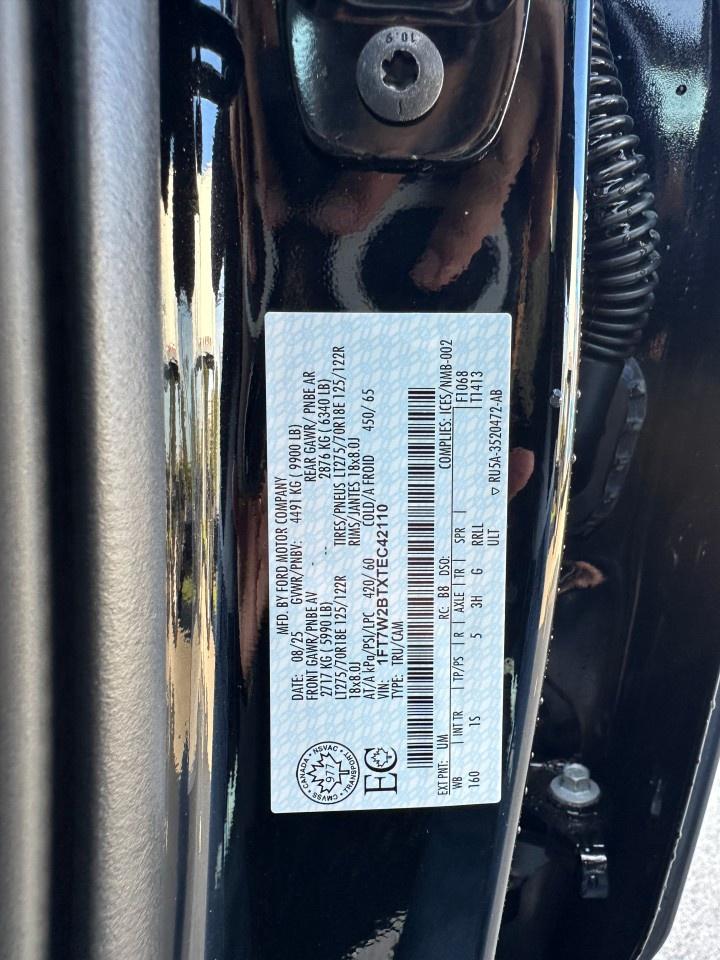 10.9
MFD. BY FORD MOTOR COMPANY
DATE: 08/25 GVWR/PNBV: 4491 KG ( 9900 LB)
FRONT GAWR/ PNBE AV REAR GAWR/ PNBE AR
2717 KG (5990 LB) 2876 KG ( 6340 LB)
LT275/70R18E 125/122R TIRES/PNEUS LT275/70R18E 125/122R
18x8.0J RIMS/JANTES 18x8.0J
AT/A kPa/PSI/LPC 420/ 60 COLD/A FROID 450/ 65
VIN: 1FT7W2BTXTEC42110
TYPE: TRU/CAM
CANADA • NSVAC • TRANSPORT • CMVSS •
977
EC
EXT PNT: UM RC: B8 DSO: COMPLIES: ICES/NMB-002
WB INT TR TP/PS R AXLE TR SPR F1068
T1413
160 1S 5 3H G RRLL
ULT
▽ RU5A-3520472-AB